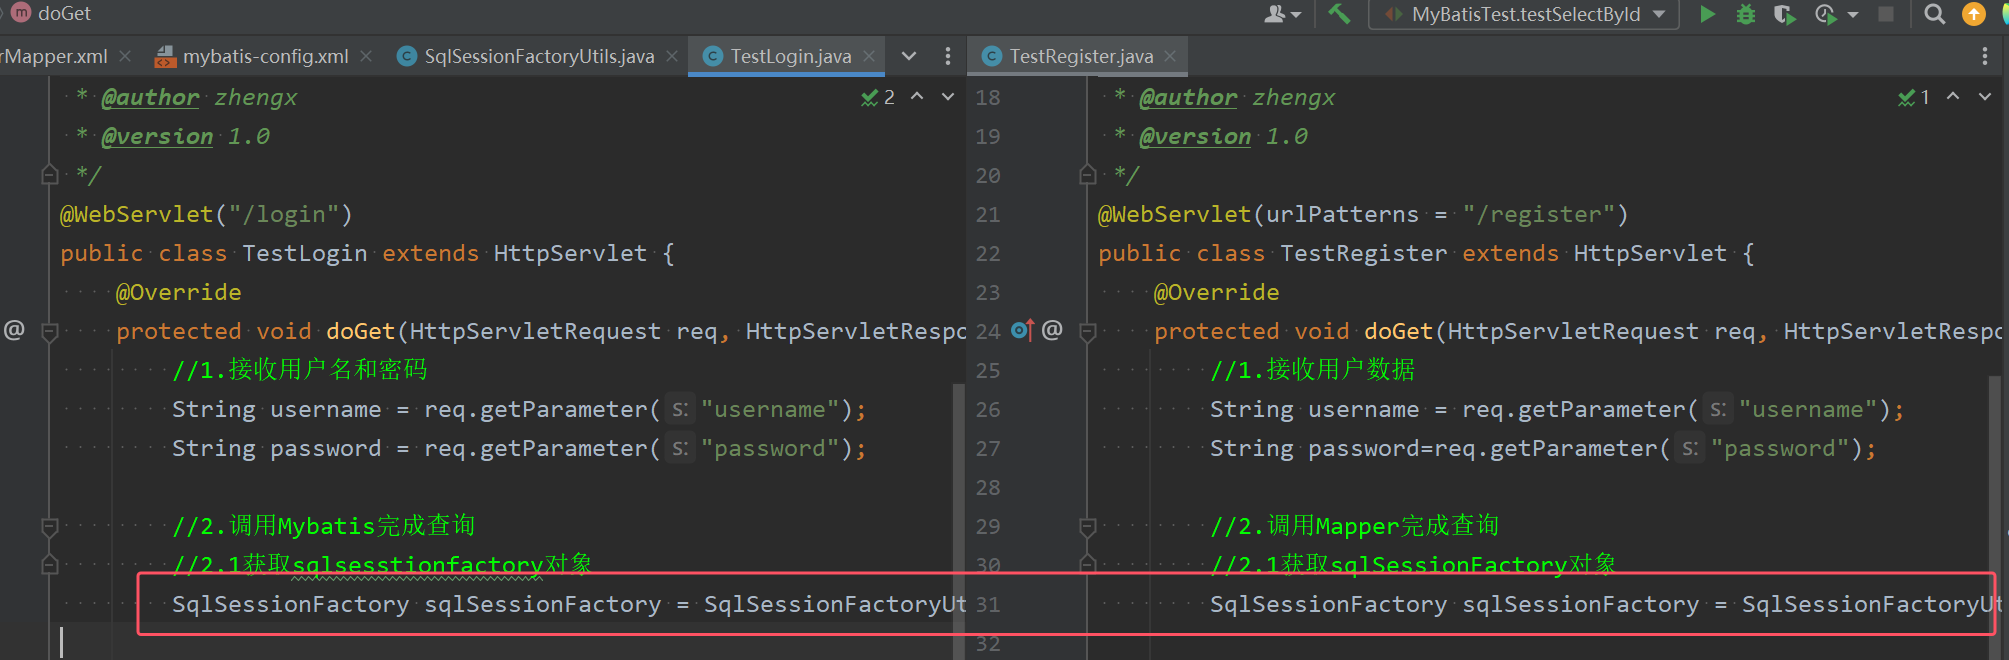 doGet
MyBatisTest.testSelectById
rMapper.xml
mybatis-config.xml
SqlSessionFactoryUtils.java
TestLogin.java
TestRegister.java
* @author zhengx
2
* @version 1.0
*/
@WebServlet("/login")
public class TestLogin extends HttpServlet {
@Override
@ protected void doGet(HttpServletRequest req, HttpServletRespo
//1.接收用户名和密码
String username = req.getParameter( s: "username");
String password = req.getParameter( s: "password");
//2.调用Mybatis完成查询
//2.1获取sqlsesstionfactory对象
SqlSessionFactory sqlSessionFactory = SqlSessionFactoryUt
18 * @author zhengx
1
19 * @version 1.0
20 */
21 @WebServlet(urlPatterns = "/register")
22 public class TestRegister extends HttpServlet {
23 @Override
24 @ protected void doGet(HttpServletRequest req, HttpServletRespo
25 //1.接收用户数据
26 String username = req.getParameter( s: "username");
27 String password=req.getParameter( s: "password");
28
29 //2.调用Mapper完成查询
30 //2.1获取sqlSessionFactory对象
31 SqlSessionFactory sqlSessionFactory = SqlSessionFactoryUt
32